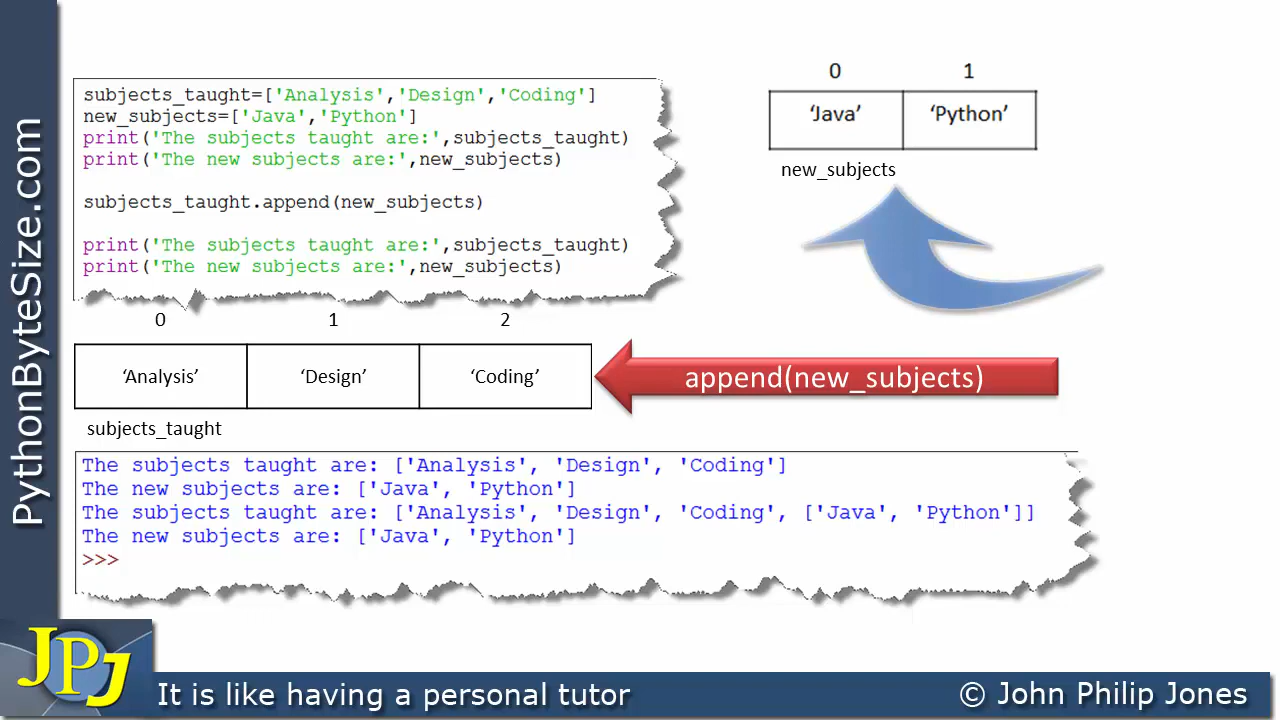 PythonByteSize.com
subjects_taught=['Analysis','Design','Coding']
new_subjects=['Java','Python']
print('The subjects taught are:',subjects_taught)
print('The new subjects are:',new_subjects)
subjects_taught.append(new_subjects)
print('The subjects taught are:',subjects_taught)
print('The new subjects are:',new_subjects)
0 1
‘Java’ ‘Python’
new_subjects
0 1 2
‘Analysis’ ‘Design’ ‘Coding’
append(new_subjects)
subjects_taught
The subjects taught are: ['Analysis', 'Design', 'Coding']
The new subjects are: ['Java', 'Python']
The subjects taught are: ['Analysis', 'Design', 'Coding', ['Java', 'Python']]
The new subjects are: ['Java', 'Python']
>>>
JPJ
It is like having a personal tutor
© John Philip Jones